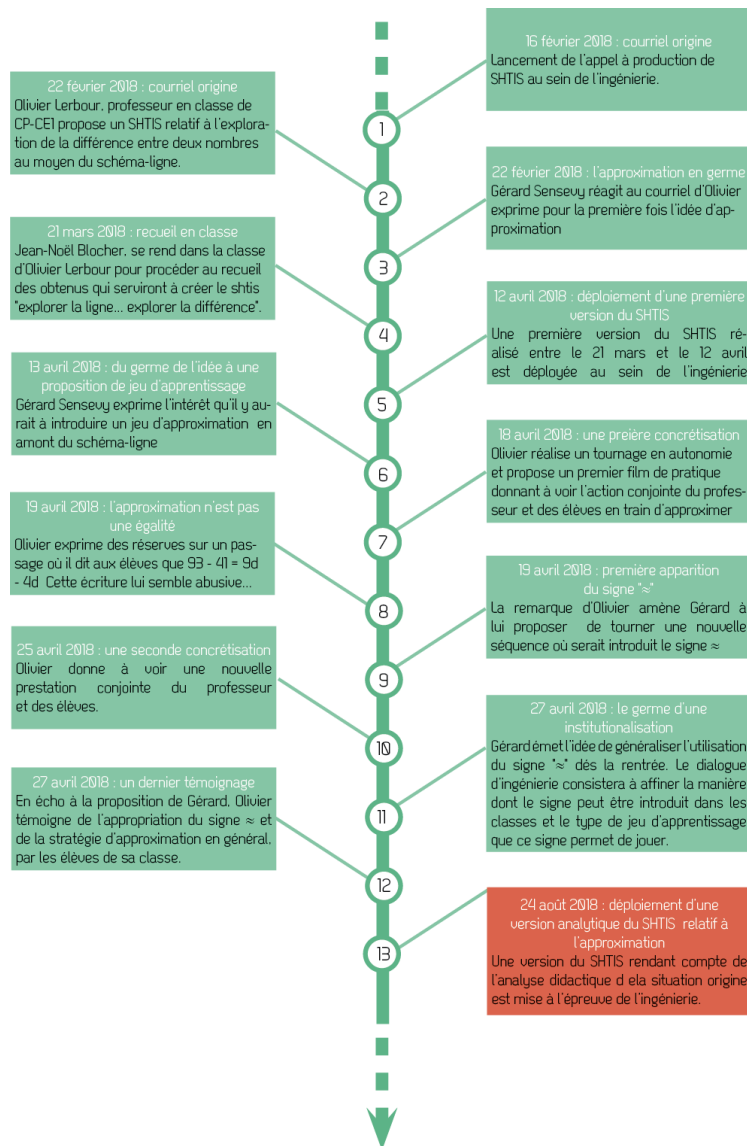 16 février 2018 : courriel origine
Lancement de l'appel à production de
SHTIS au sein de l'ingénierie.
1
22 février 2018 : courriel origine
Olivier Lerbour, professeur en classe de
CP-CE1 propose un SHTIS relatif à l'explora-
tion de la différence entre deux nombres
au moyen du schéma-ligne.
2
22 février 2018 : l'approximation en germe
Gérard Sensevy réagit au courriel d'Olivier
exprime pour la première fois l'idée d'ap-
proximation
3
21 mars 2018 : recueil en classe
Jean-Noël Blocher, se rend dans la classe
d'Olivier Lerbour pour procéder au recueil
des obtenus qui serviront à créer le shtis
"explorer la ligne... explorer la différence".
4
12 avril 2018 : déploiement d'une première
version du SHTIS
Une première version du SHTIS ré-
alisé entre le 21 mars et le 12 avril
est déployée au sein de l'ingénierie
5
13 avril 2018 : du germe de l'idée à une
proposition de jeu d'apprentissage
Gérard Sensevy exprime l'intérêt qu'il y au-
rait à introduire un jeu d'approximation en
amont du schéma-ligne
6
18 avril 2018 : une preière concrétisation
Olivier réalise un tournage en autonomie
et propose un premier film de pratique
donnant à voir l'action conjointe du profes-
seur et des élèves en train d'approximer
7
19 avril 2018 : l'approximation n'est pas
une égalité
Olivier exprime des réserves sur un pas-
sage où il dit aux élèves que 93 - 41 = 9d
- 4d Cette écriture lui semble abusive...
8
19 avril 2018 : première apparition
du signe "≈"
La remarque d'Olivier amène Gérard à
lui proposer de tourner une nouvelle
séquence où serait introduit le signe ≈
9
25 avril 2018 : une seconde concrétisation
Olivier donne à voir une nouvelle
prestation conjointe du professeur
et des élèves.
10
27 avril 2018 : le germe d'une
institutionalisation
Gérard émet l'idée de généraliser l'utilisation
du signe "≈" dés la rentrée. Le dialogue
d'ingénierie consistera à affiner la manière
dont le signe peut être introduit dans les
classes et le type de jeu d'apprentissage
que ce signe permet de jouer.
11
27 avril 2018 : un dernier témoignage
En écho à la proposition de Gérard, Olivier
témoigne de l'appropriation du signe ≈ et
de la stratégie d'approximation en général,
par les élèves de sa classe.
12
24 août 2018 : déploiement d'une
version analytique du SHTIS relatif à
l'approximation
Une version du SHTIS rendant compte de
l'analyse didactique d ela situation origine
est mise à l'épreuve de l'ingénierie.
13